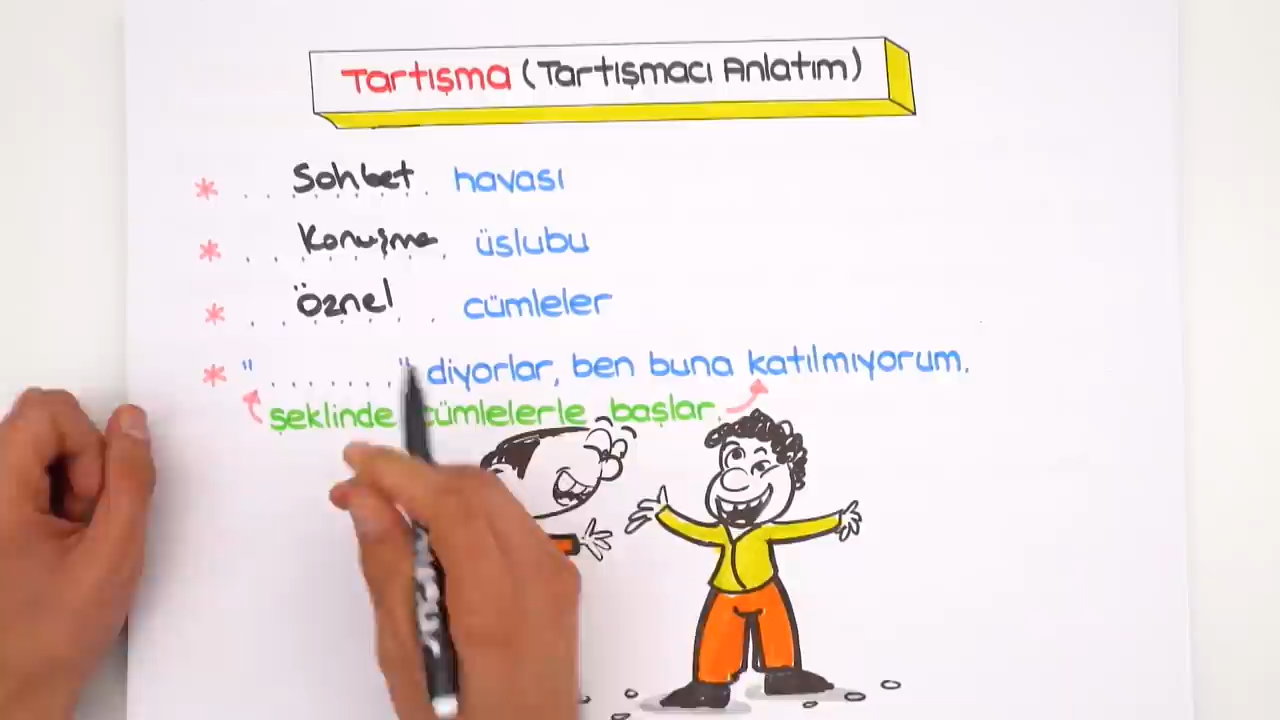 Tartışma (Tartışmacı Anlatım)
* ... Sohbet . havası
* ... Konuşma . üslubu
* . Öznel . . cümleler
* " ....... " diyorlar, ben buna katılmıyorum.
şeklinde cümlelerle başlar.